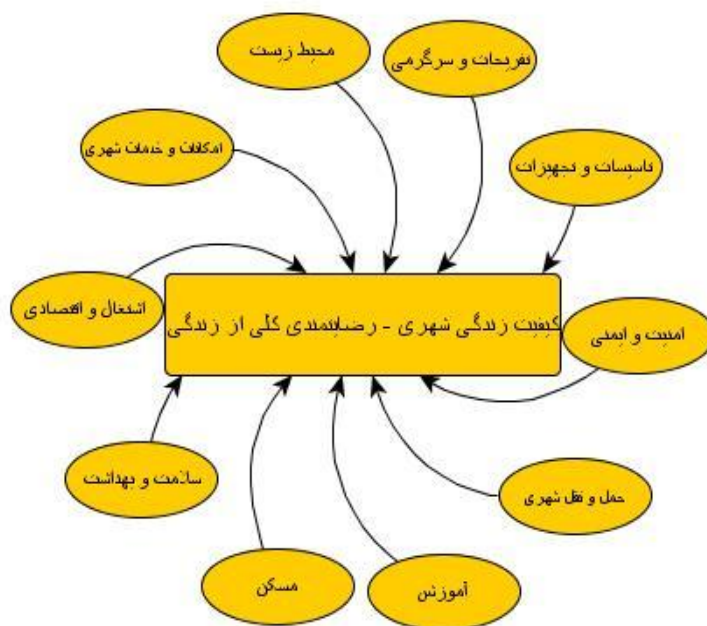 محیط زیست
تفریحات و سرگرمی
امکانات و خدمات شهری
تاسیسات و تجهیزات
اشتغال و اقتصادی
کیفیت زندگی شهری - رضایتمندی کلی از زندگی
امنیت و ایمنی
سلامت و بهداشت
حمل و نقل شهری
مسکن
آموزش